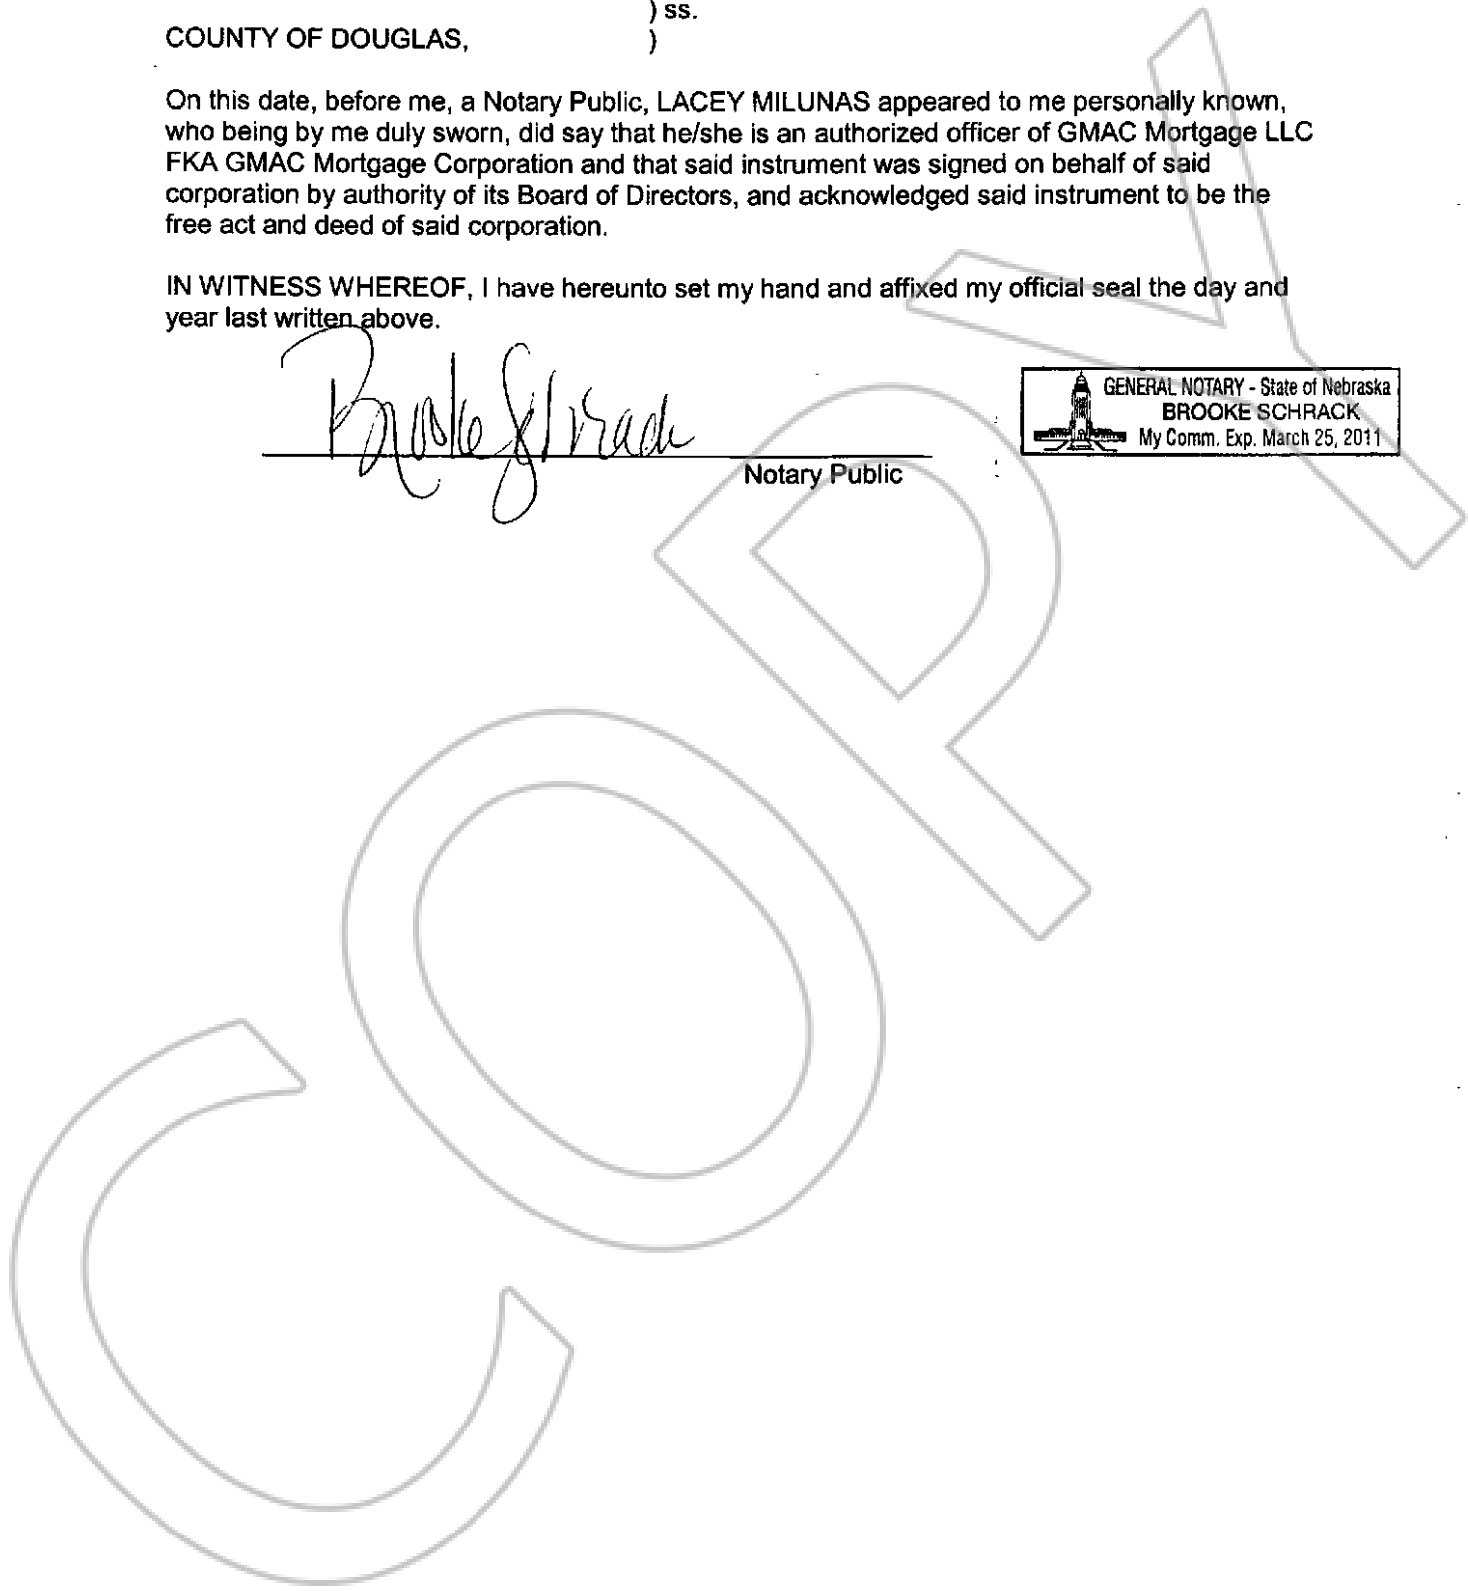 ) ss.
COUNTY OF DOUGLAS, )
On this date, before me, a Notary Public, LACEY MILUNAS appeared to me personally known,
who being by me duly sworn, did say that he/she is an authorized officer of GMAC Mortgage LLC
FKA GMAC Mortgage Corporation and that said instrument was signed on behalf of said
corporation by authority of its Board of Directors, and acknowledged said instrument to be the
free act and deed of said corporation.
IN WITNESS WHEREOF, I have hereunto set my hand and affixed my official seal the day and
year last written above.
Brooke Schrack
Notary Public
GENERAL NOTARY - State of Nebraska
BROOKE SCHRACK
My Comm. Exp. March 25, 2011
COPY